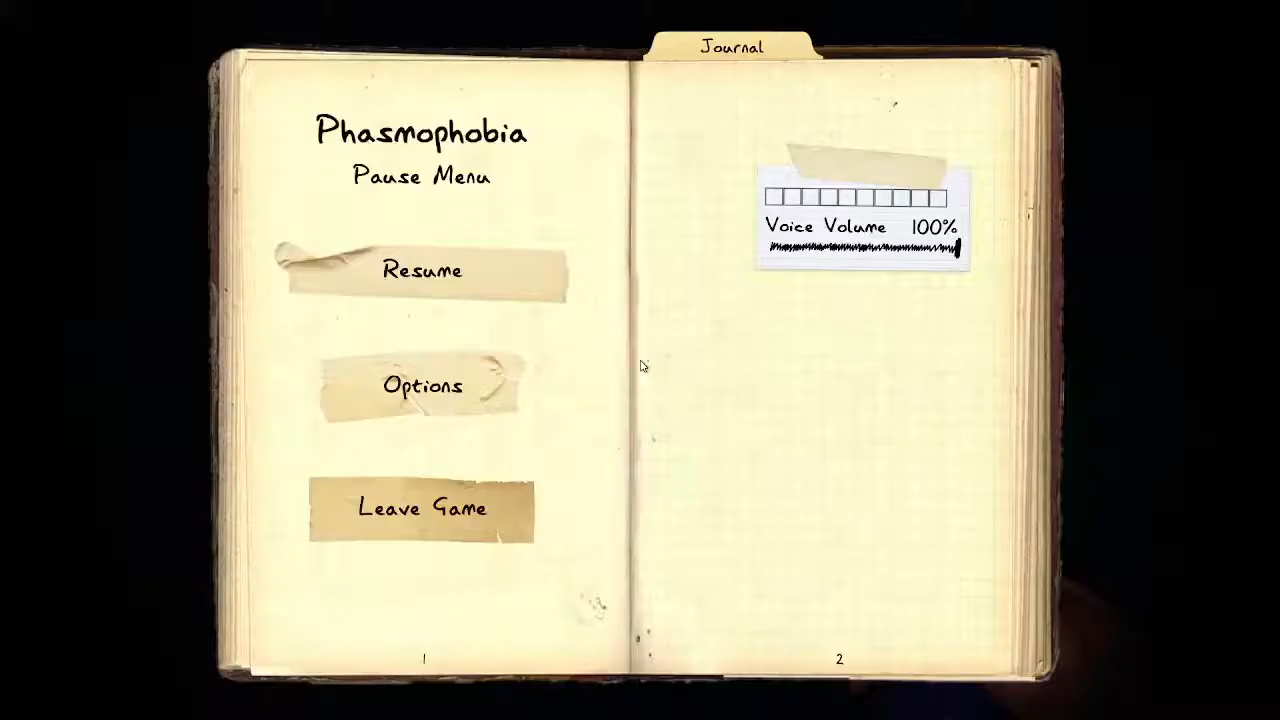 Journal
Phasmophobia
Pause Menu
Resume
Options
Leave Game
1
Voice Volume 100%
2